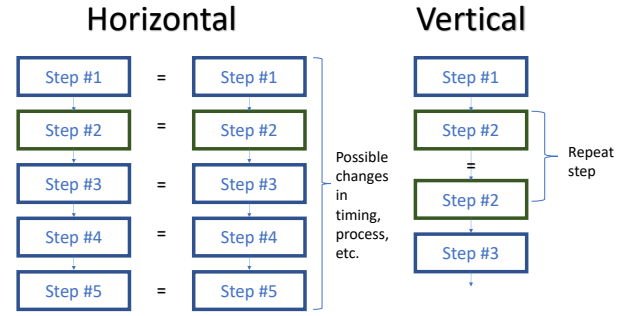 Horizontal
Vertical
Step #1 = Step #1
Step #2 = Step #2
Step #3 = Step #3
Step #4 = Step #4
Step #5 = Step #5
Possible
changes
in
timing,
process,
etc.
Step #1
Step #2
=
Step #2
Step #3
Repeat
step